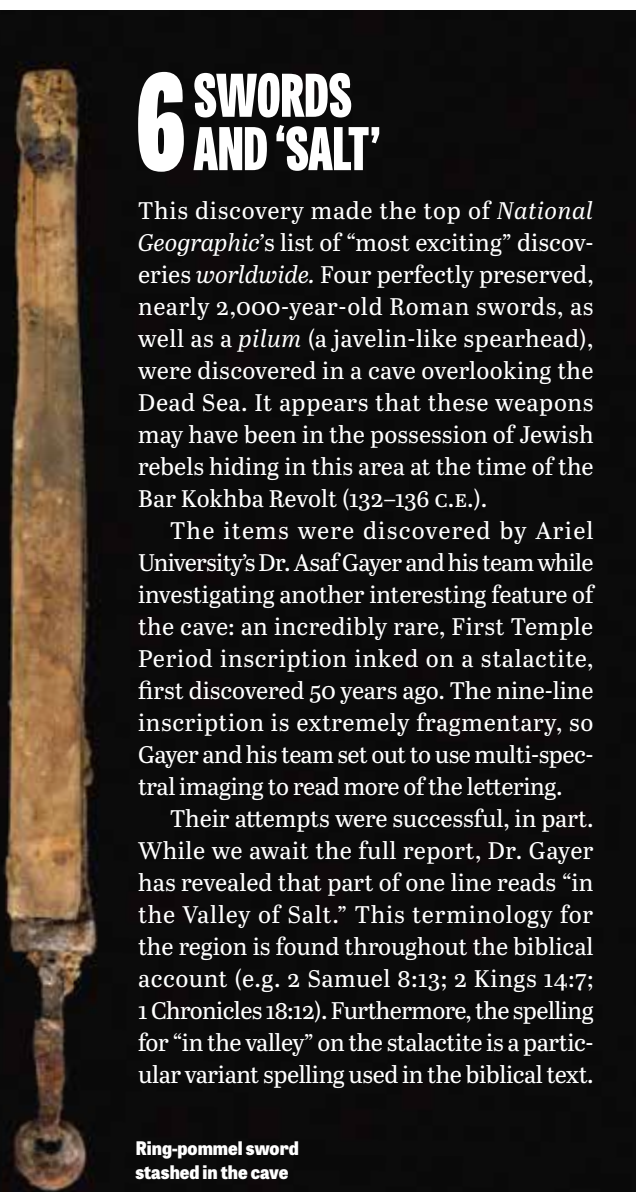 6 SWORDS
AND ‘SALT’
This discovery made the top of National
Geographic’s list of “most exciting” discov-
eries worldwide. Four perfectly preserved,
nearly 2,000-year-old Roman swords, as
well as a pilum (a javelin-like spearhead),
were discovered in a cave overlooking the
Dead Sea. It appears that these weapons
may have been in the possession of Jewish
rebels hiding in this area at the time of the
Bar Kokhba Revolt (132–136 C.E.).
The items were discovered by Ariel
University’s Dr. Asaf Gayer and his team while
investigating another interesting feature of
the cave: an incredibly rare, First Temple
Period inscription inked on a stalactite,
first discovered 50 years ago. The nine-line
inscription is extremely fragmentary, so
Gayer and his team set out to use multi-spec-
tral imaging to read more of the lettering.
Their attempts were successful, in part.
While we await the full report, Dr. Gayer
has revealed that part of one line reads “in
the Valley of Salt.” This terminology for
the region is found throughout the biblical
account (e.g. 2 Samuel 8:13; 2 Kings 14:7;
1 Chronicles 18:12). Furthermore, the spelling
for “in the valley” on the stalactite is a partic-
ular variant spelling used in the biblical text.
Ring-pommel sword
stashed in the cave